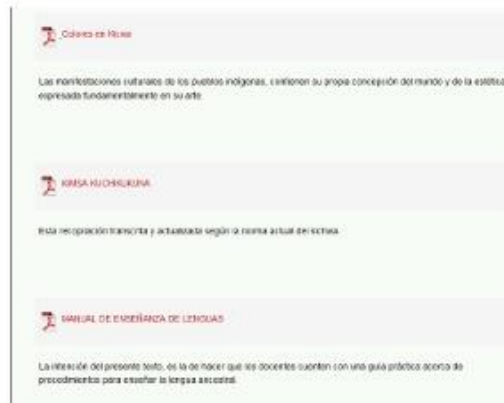 Colores en Kichwa
Las manifestaciones culturales de los pueblos indígenas, contienen su propia concepción del mundo y de la estética
expresada fundamentalmente en su arte.
KIMSA KUCHIKUKUNA
Esta recopilación transcrita y actualizada según la norma actual del kichwa.
MANUAL DE ENSEÑANZA DE LENGUAS
La intención del presente texto, es la de hacer que los docentes cuenten con una guía práctica acerca de
procedimientos para enseñar la lengua ancestral.